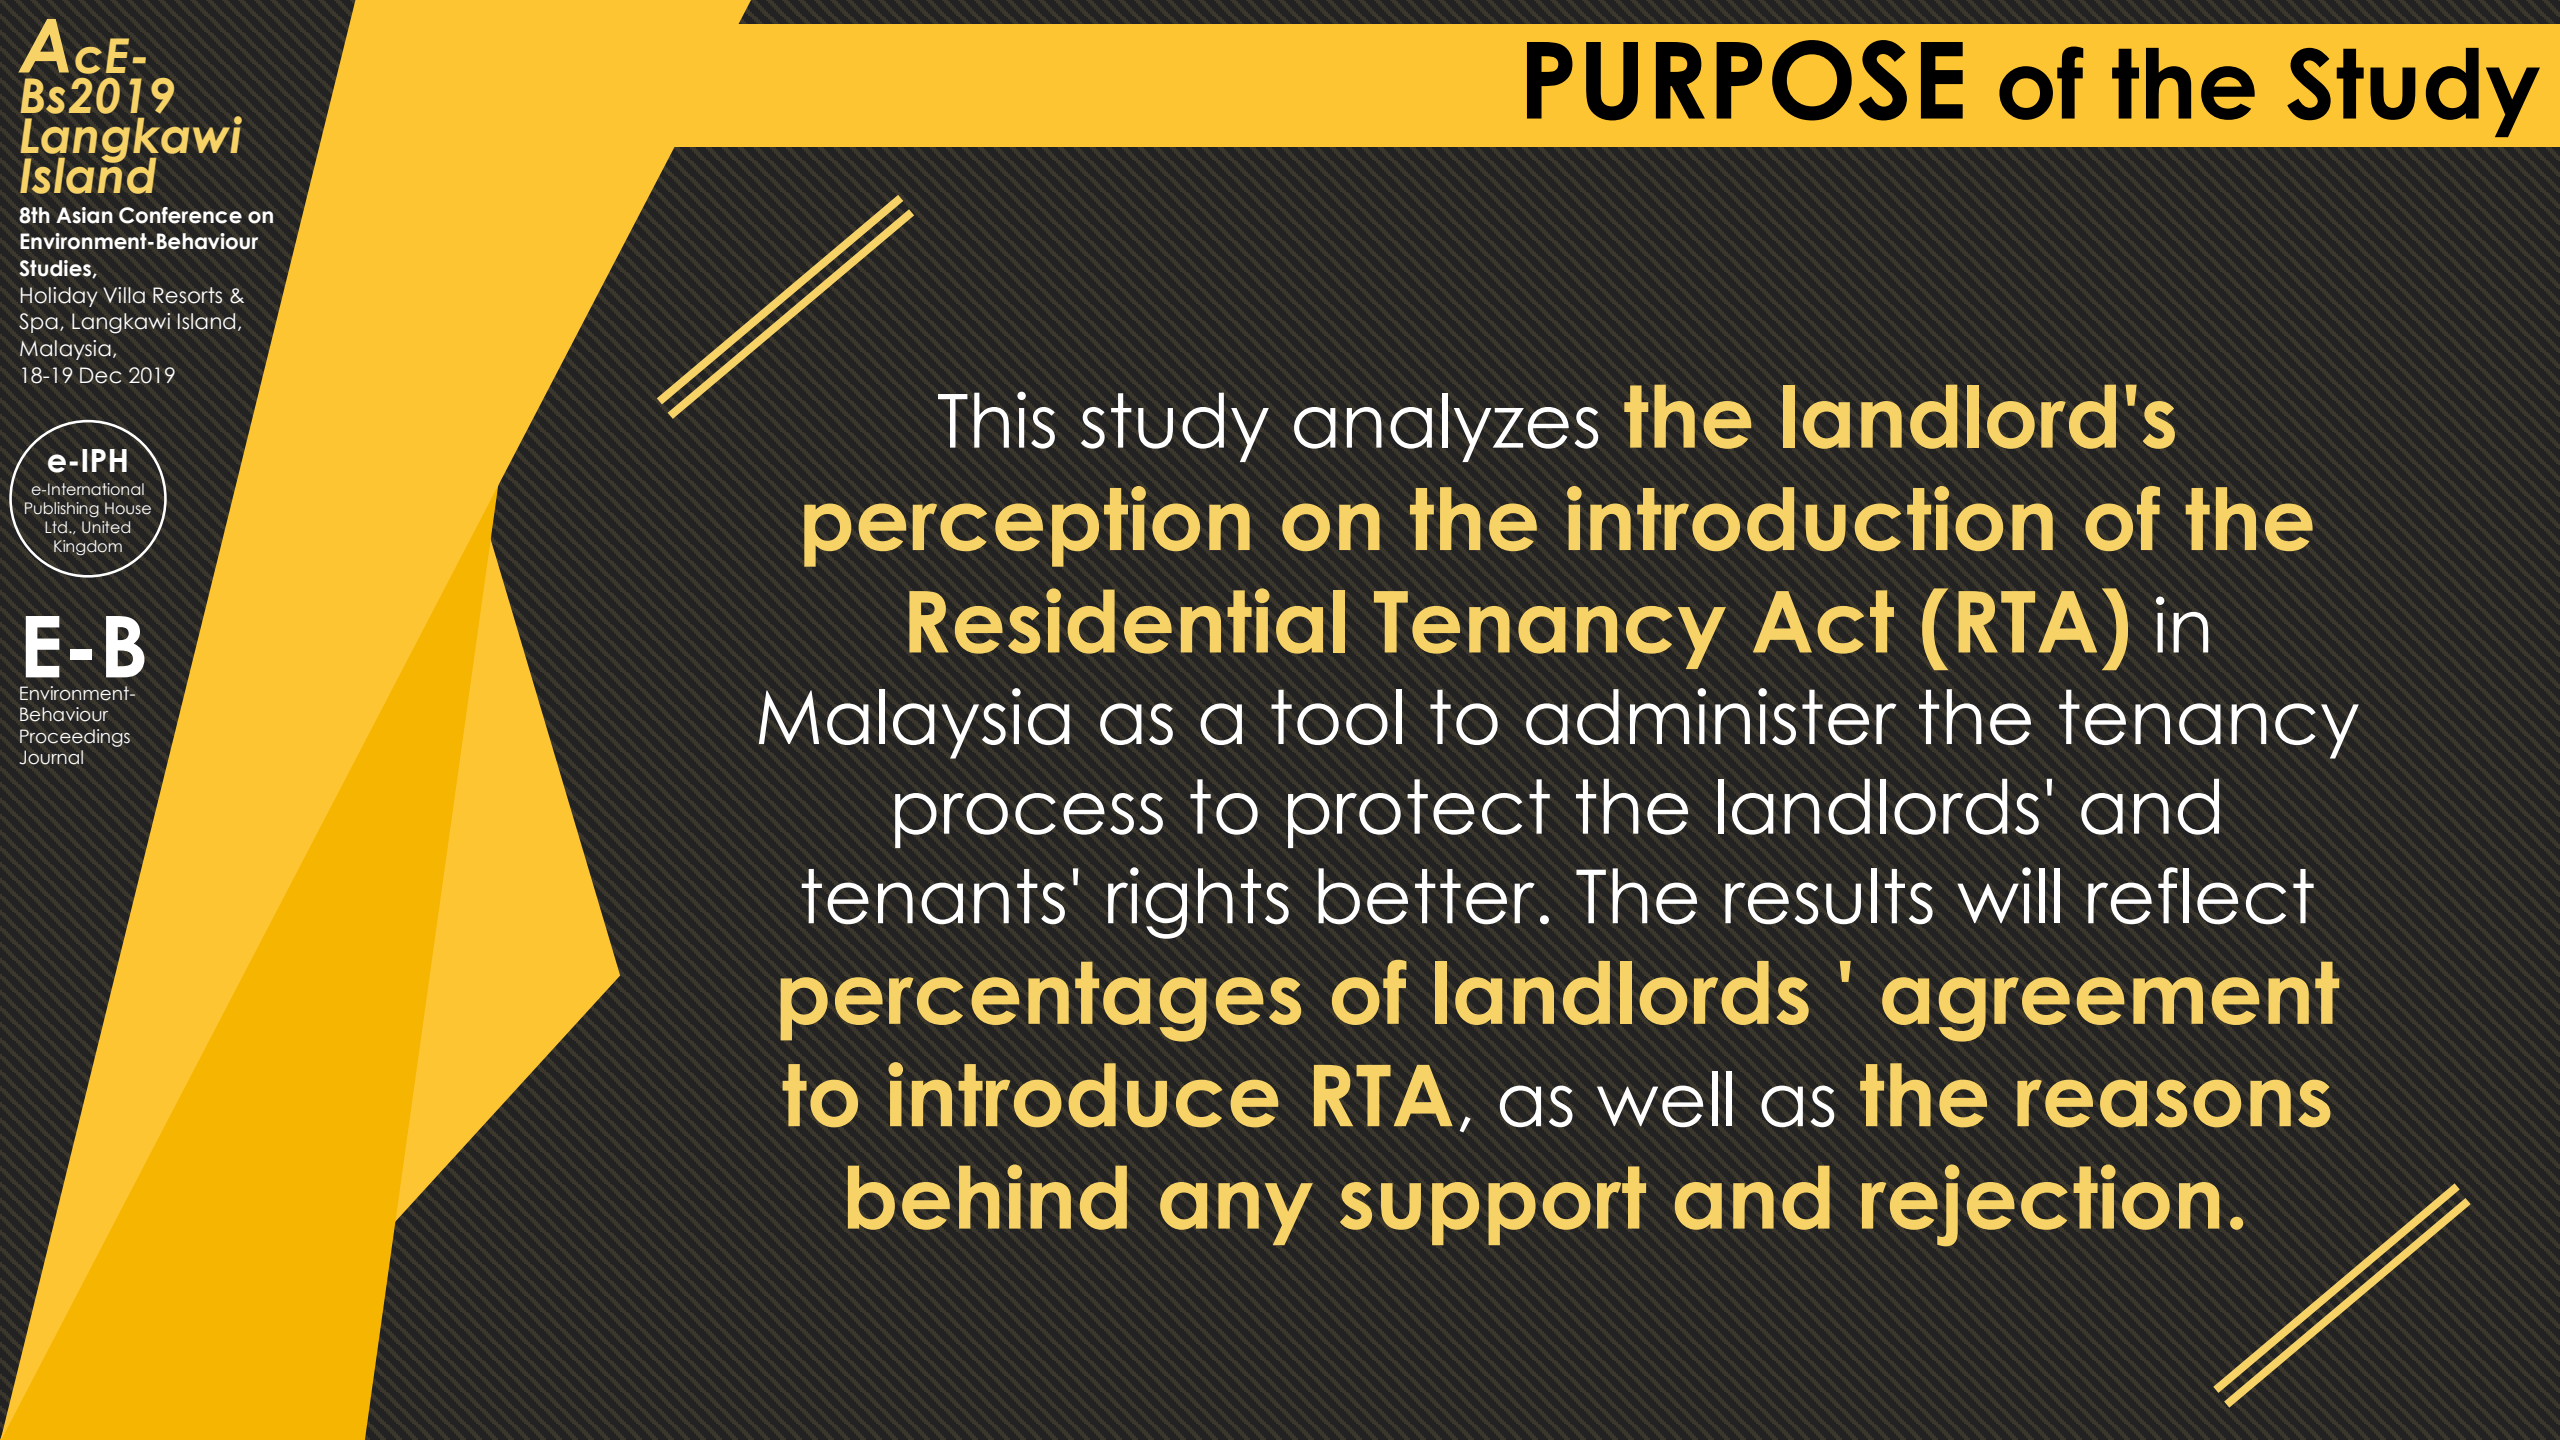 AcE-
Bs2019
Langkawi
Island
8th Asian Conference on
Environment-Behaviour
Studies,
Holiday Villa Resorts &
Spa, Langkawi Island,
Malaysia,
18-19 Dec 2019
e-IPH
e-International
Publishing House
Ltd., United
Kingdom
E-B
Environment-
Behaviour
Proceedings
Journal
PURPOSE of the Study
This study analyzes the landlord's
perception on the introduction of the
Residential Tenancy Act (RTA) in
Malaysia as a tool to administer the tenancy
process to protect the landlords' and
tenants' rights better. The results will reflect
percentages of landlords ' agreement
to introduce RTA, as well as the reasons
behind any support and rejection.